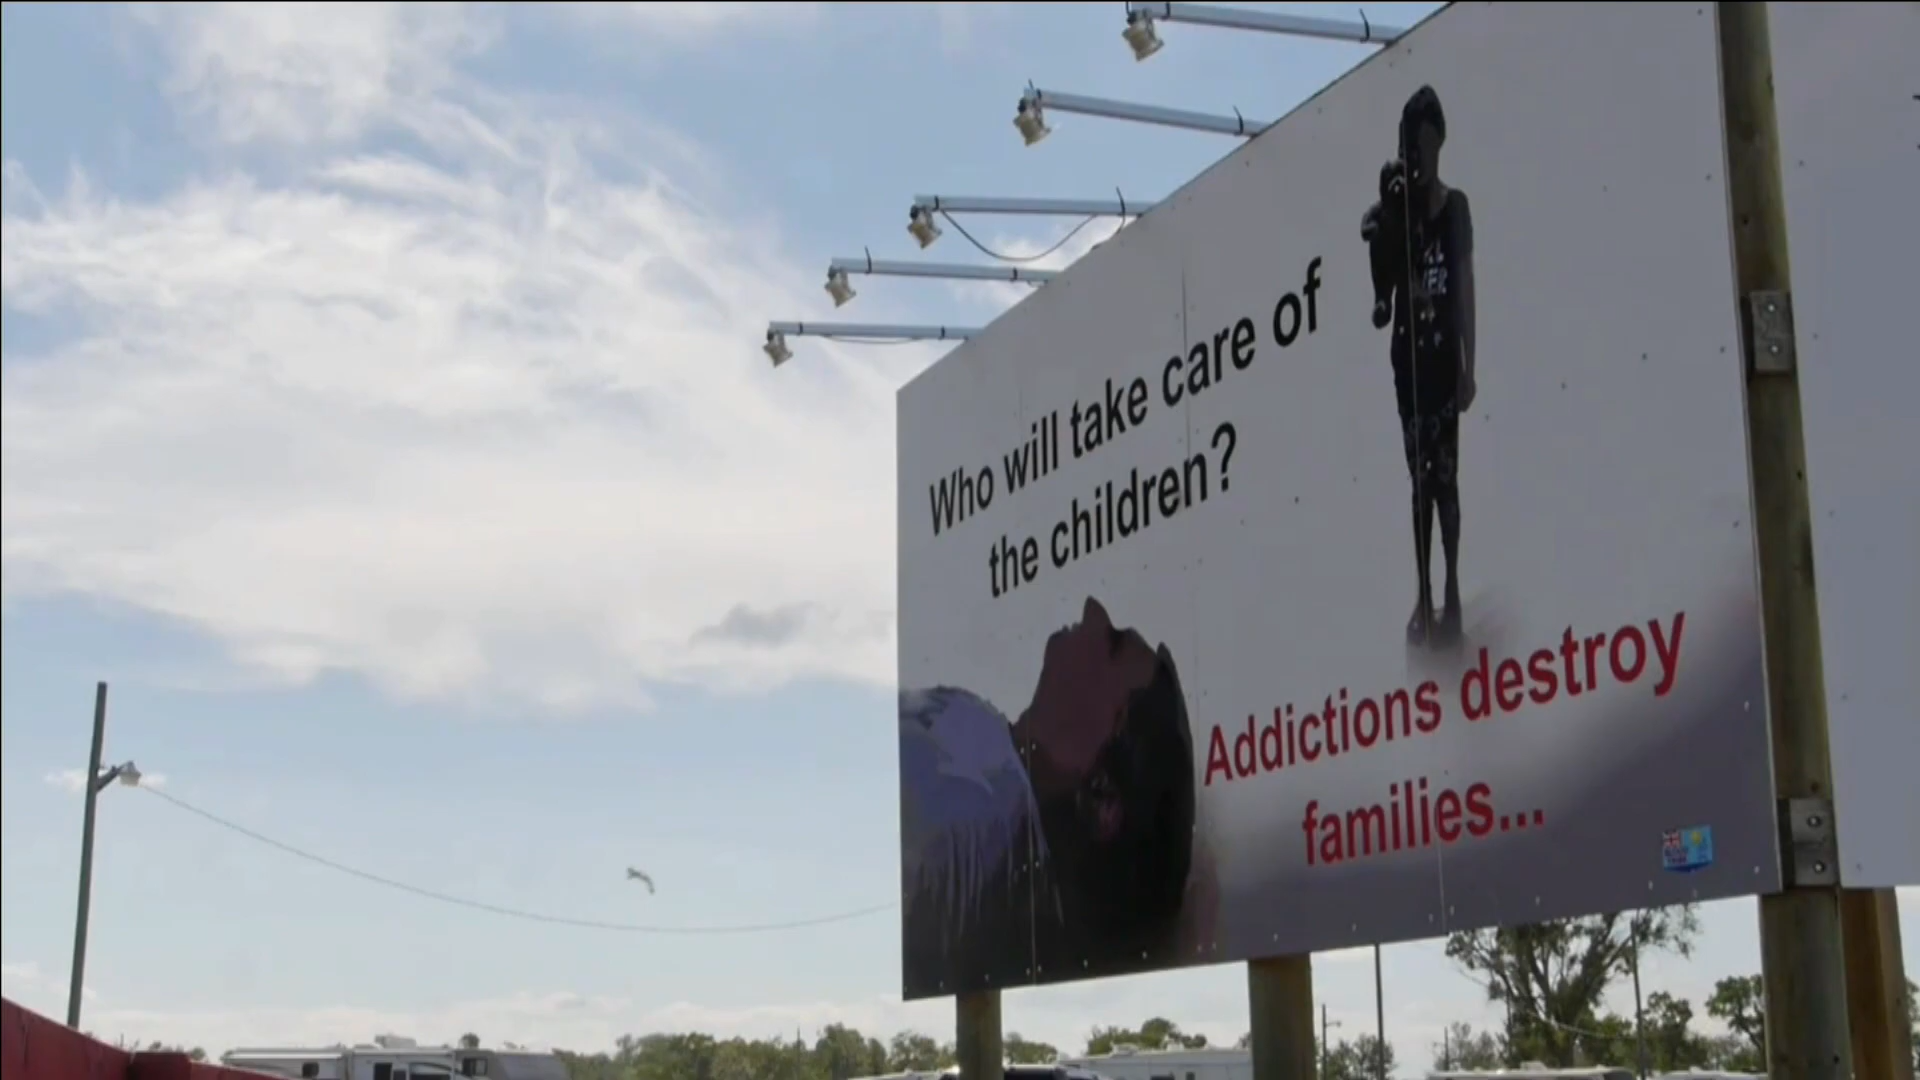 Who will take care of
the children?
Addictions destroy
families...